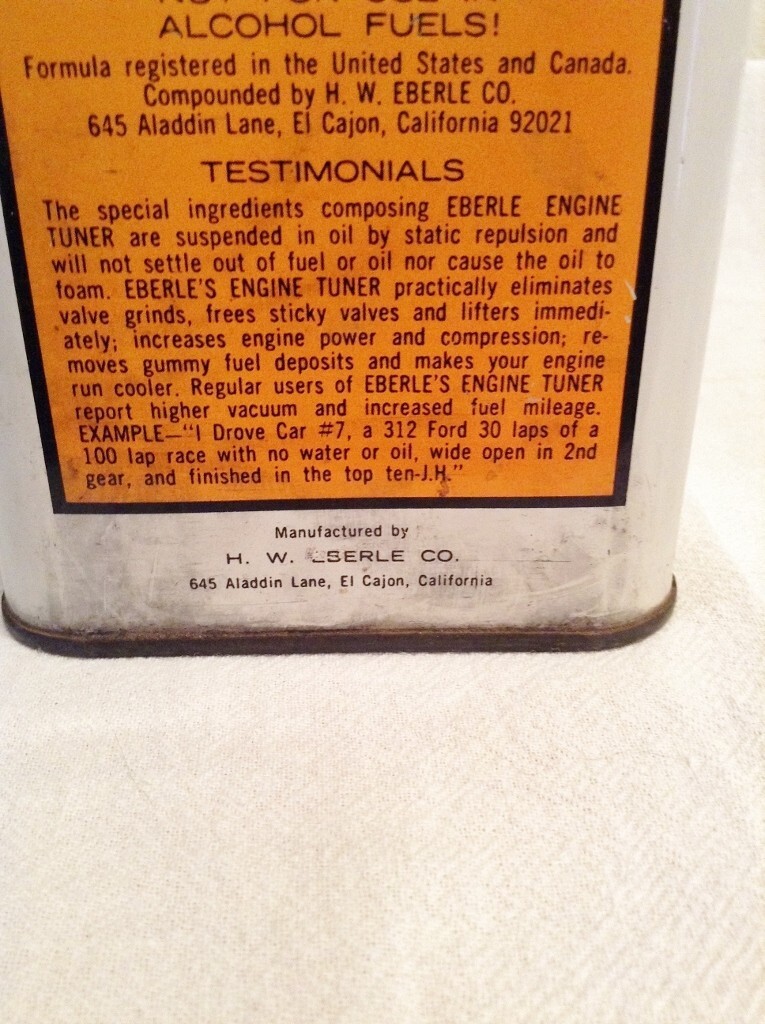 NOT FOR USE IN
ALCOHOL FUELS!
Formula registered in the United States and Canada.
Compounded by H. W. EBERLE CO.
645 Aladdin Lane, El Cajon, California 92021
TESTIMONIALS
The special ingredients composing EBERLE ENGINE
TUNER are suspended in oil by static repulsion and
will not settle out of fuel or oil nor cause the oil to
foam. EBERLE'S ENGINE TUNER practically eliminates
valve grinds, frees sticky valves and lifters immedi-
ately; increases engine power and compression; re-
moves gummy fuel deposits and makes your engine
run cooler. Regular users of EBERLE'S ENGINE TUNER
report higher vacuum and increased fuel mileage.
EXAMPLE—"I Drove Car #7, a 312 Ford 30 laps of a
100 lap race with no water or oil, wide open in 2nd
gear, and finished in the top ten-J.H."
Manufactured by
H. W. EBERLE CO.
645 Aladdin Lane, El Cajon, California